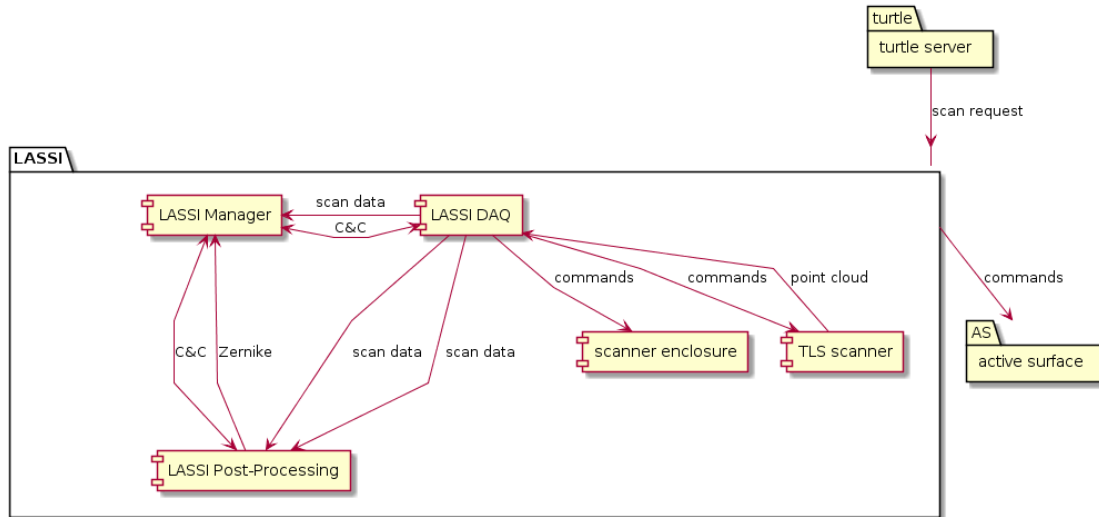 turtle
turtle server
scan request
LASSI
LASSI Manager
scan data
C&C
LASSI DAQ
commands
commands
point cloud
commands
C&C
Zernike
scan data
scan data
scanner enclosure
TLS scanner
AS
active surface
LASSI Post-Processing